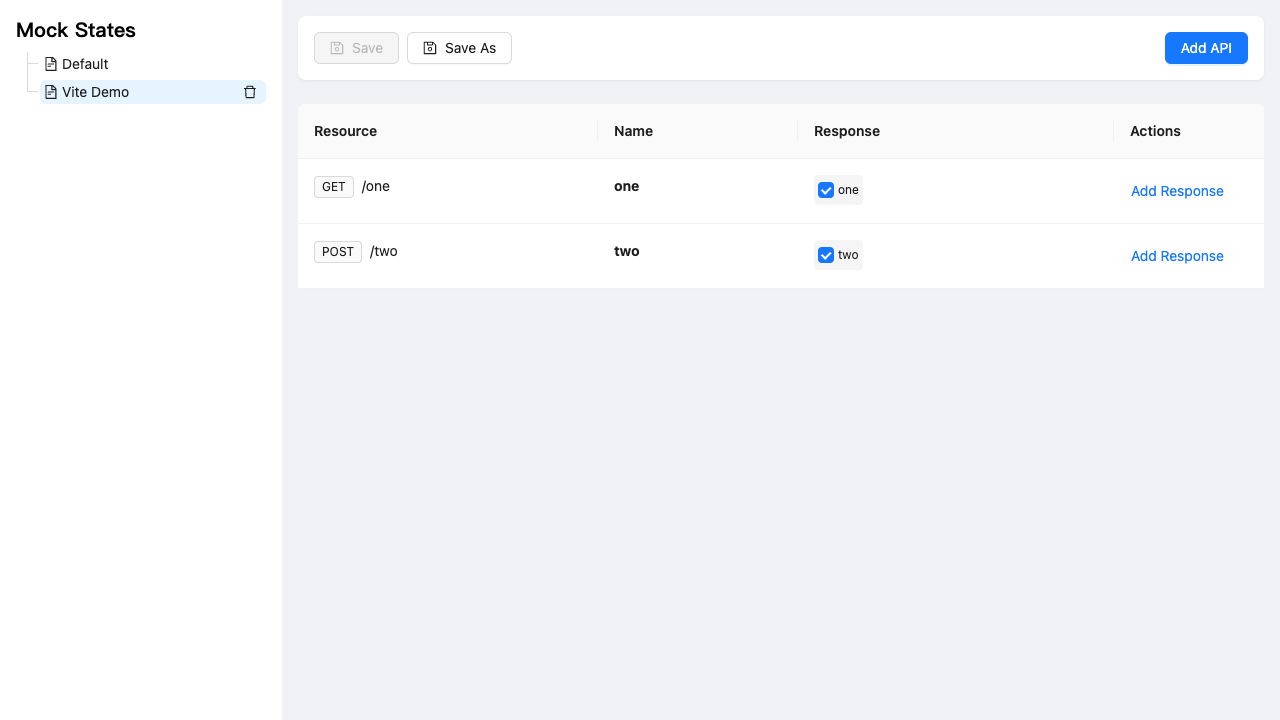 Mock States
Default
Vite Demo
Save
Save As
Add API
Resource
Name
Response
Actions
GET /one
one
one
Add Response
POST /two
two
two
Add Response